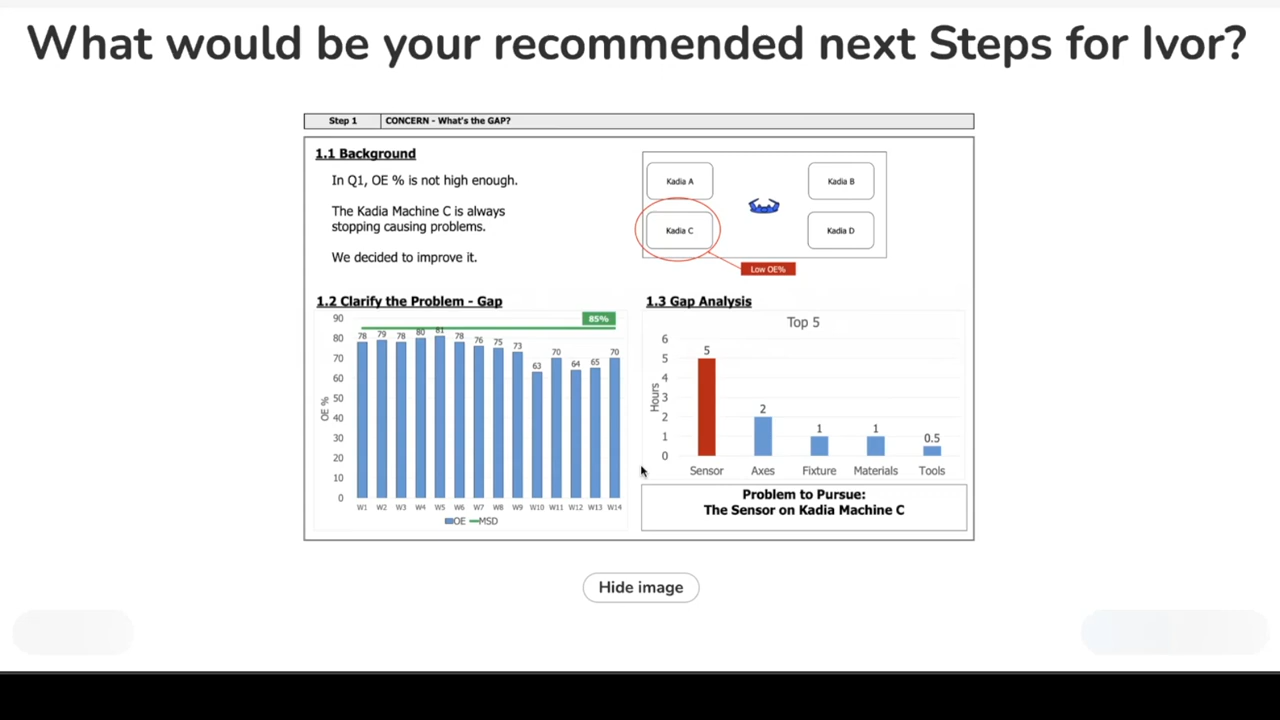 What would be your recommended next Steps for Ivor?
Step 1
CONCERN - What's the GAP?
1.1 Background
In Q1, OE % is not high enough.
The Kadia Machine C is always
stopping causing problems.
We decided to improve it.
Kadia A
Kadia B
Kadia C
Kadia D
Low OE%
1.2 Clarify the Problem - Gap
90
80
70
60
50
40
30
20
10
0
OE %
85%
78
79
78
80
81
78
76
75
73
63
70
64
65
70
W1
W2
W3
W4
W5
W6
W7
W8
W9
W10
W11
W12
W13
W14
OE
MSD
1.3 Gap Analysis
Top 5
6
5
4
3
2
1
0
Hours
5
2
1
1
0.5
Sensor
Axes
Fixture
Materials
Tools
Problem to Pursue:
The Sensor on Kadia Machine C
Hide image